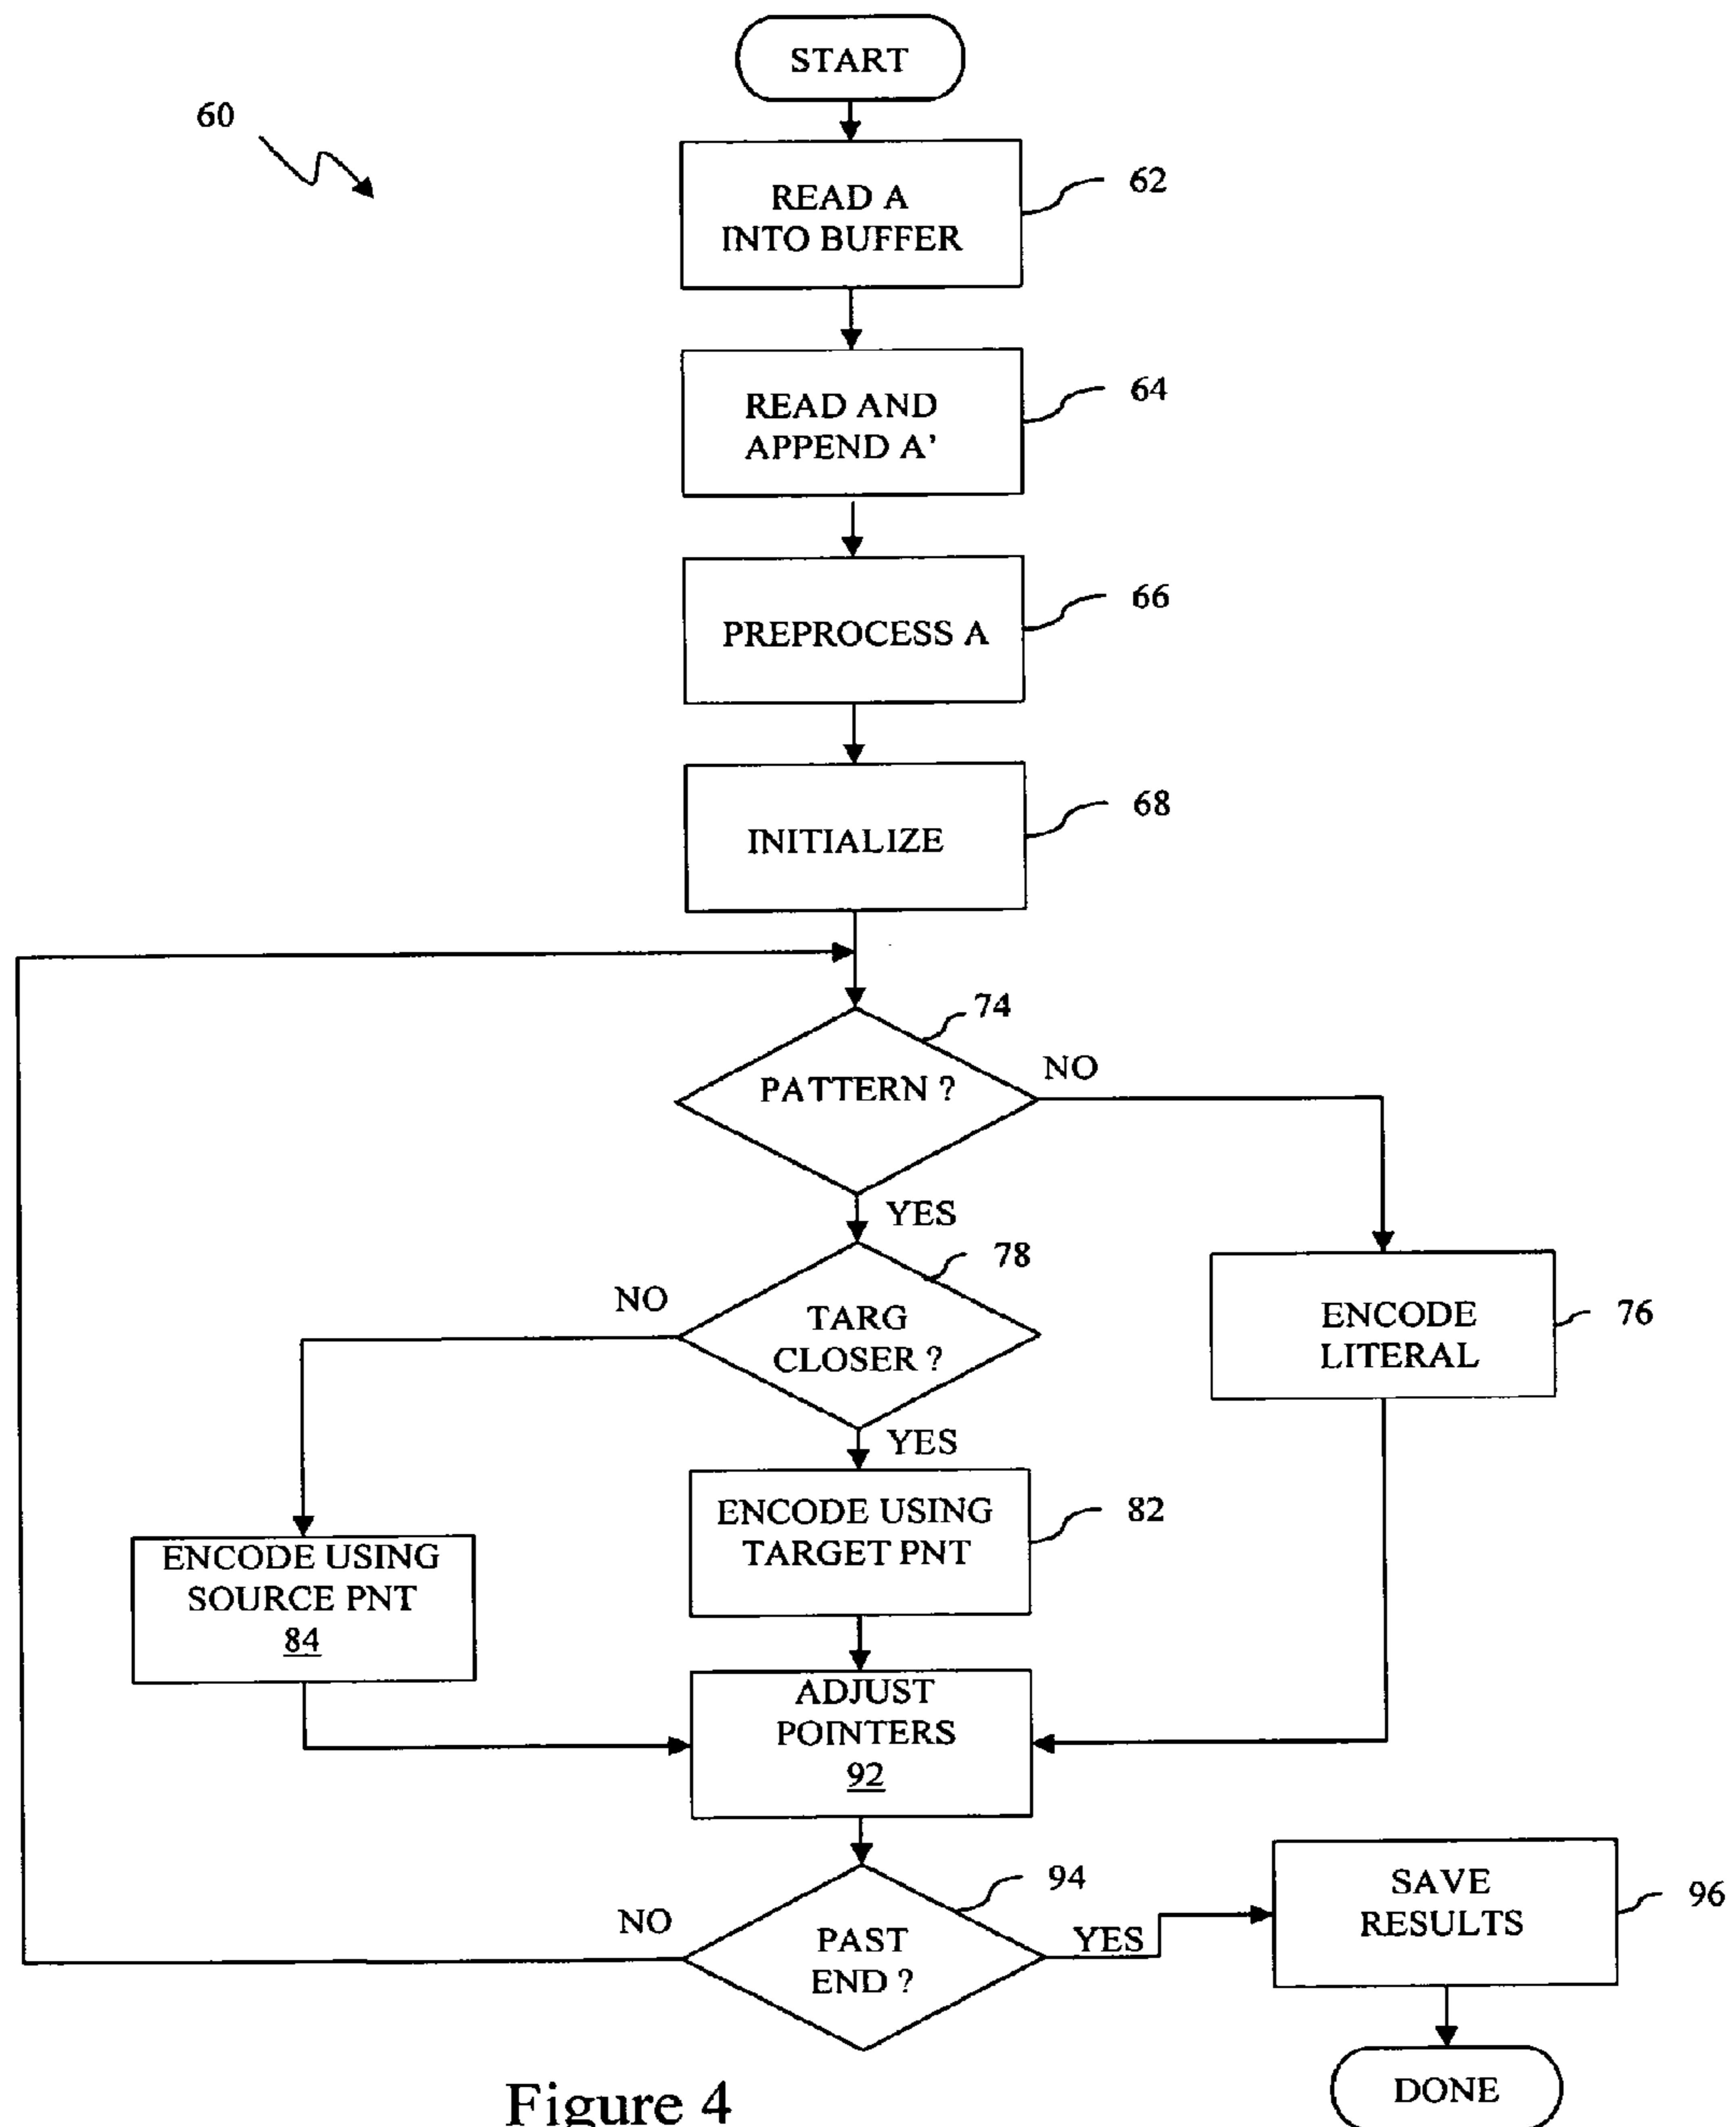 START
60
READ A
INTO BUFFER
62
READ AND
APPEND A'
64
PREPROCESS A
66
INITIALIZE
68
74
PATTERN ?
NO
YES
78
NO
TARG
CLOSER ?
ENCODE
LITERAL
76
YES
ENCODE USING
TARGET PNT
82
ENCODE USING
SOURCE PNT
84
ADJUST
POINTERS
92
94
NO
PAST
END ?
YES
SAVE
RESULTS
96
DONE
Figure 4